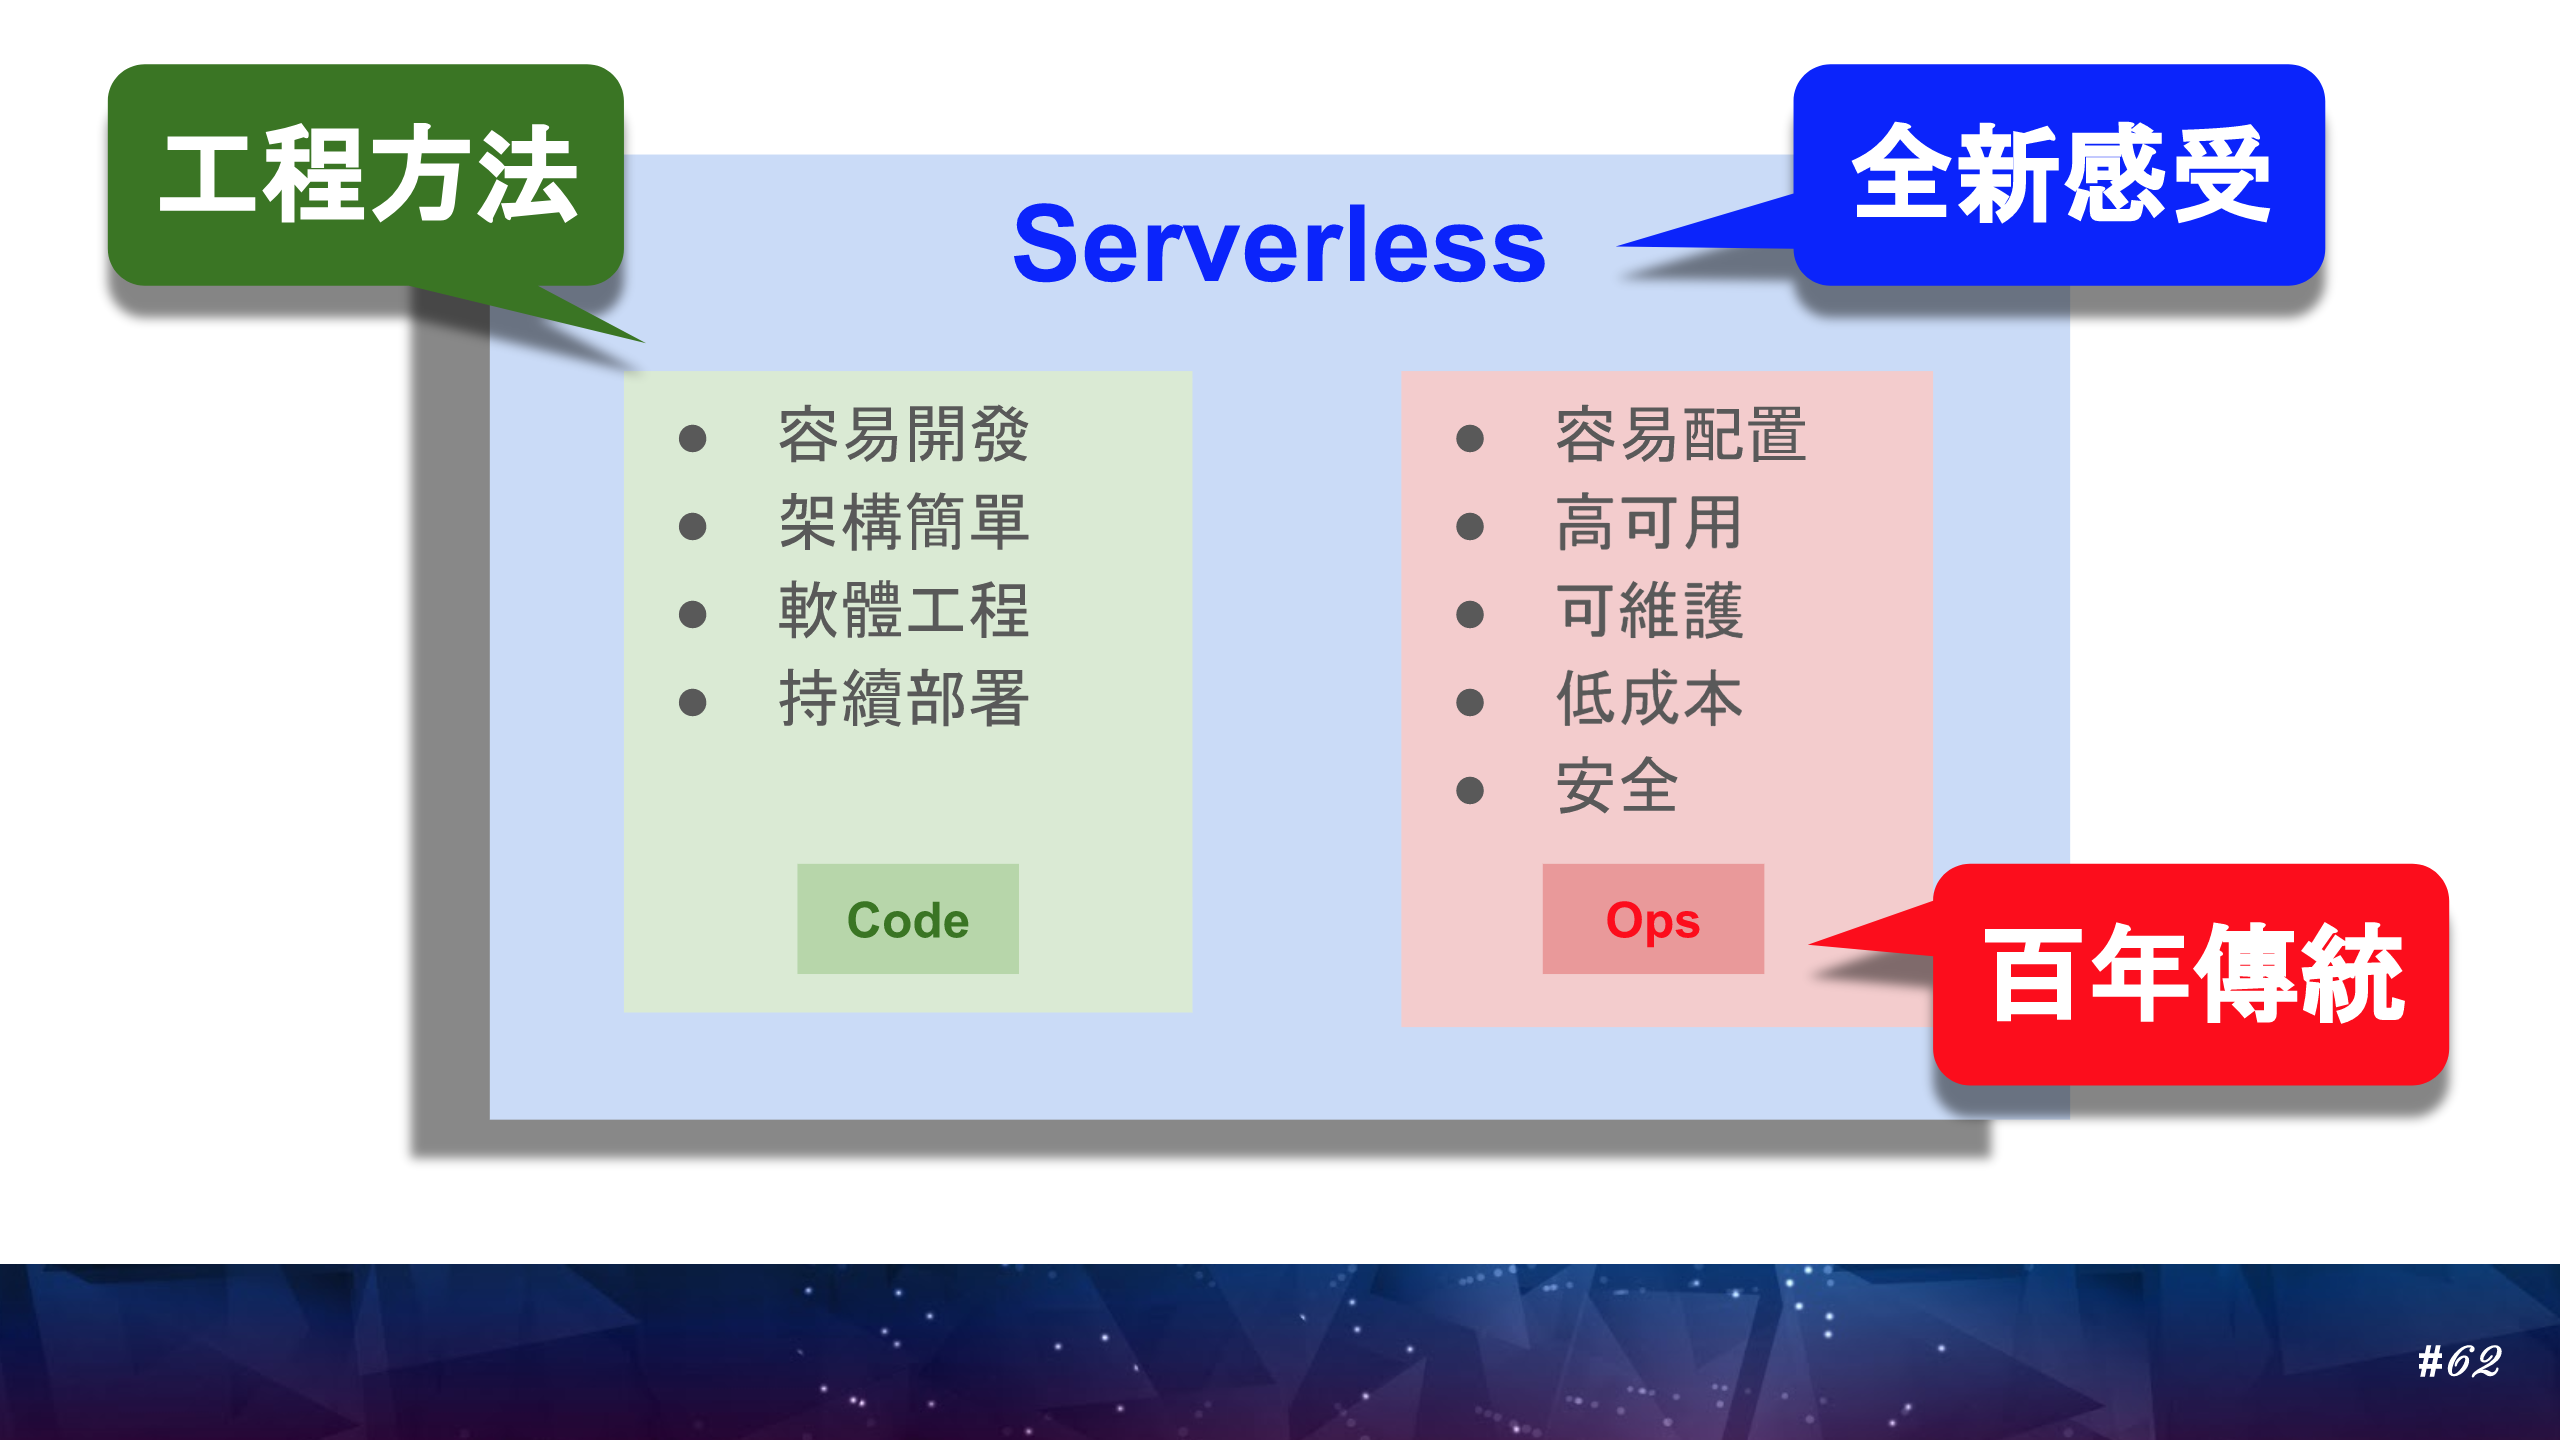 工程方法
全新感受
Serverless
● 容易開發
● 架構簡單
● 軟體工程
● 持續部署
Code
● 容易配置
● 高可用
● 可維護
● 低成本
● 安全
Ops
百年傳統
#62